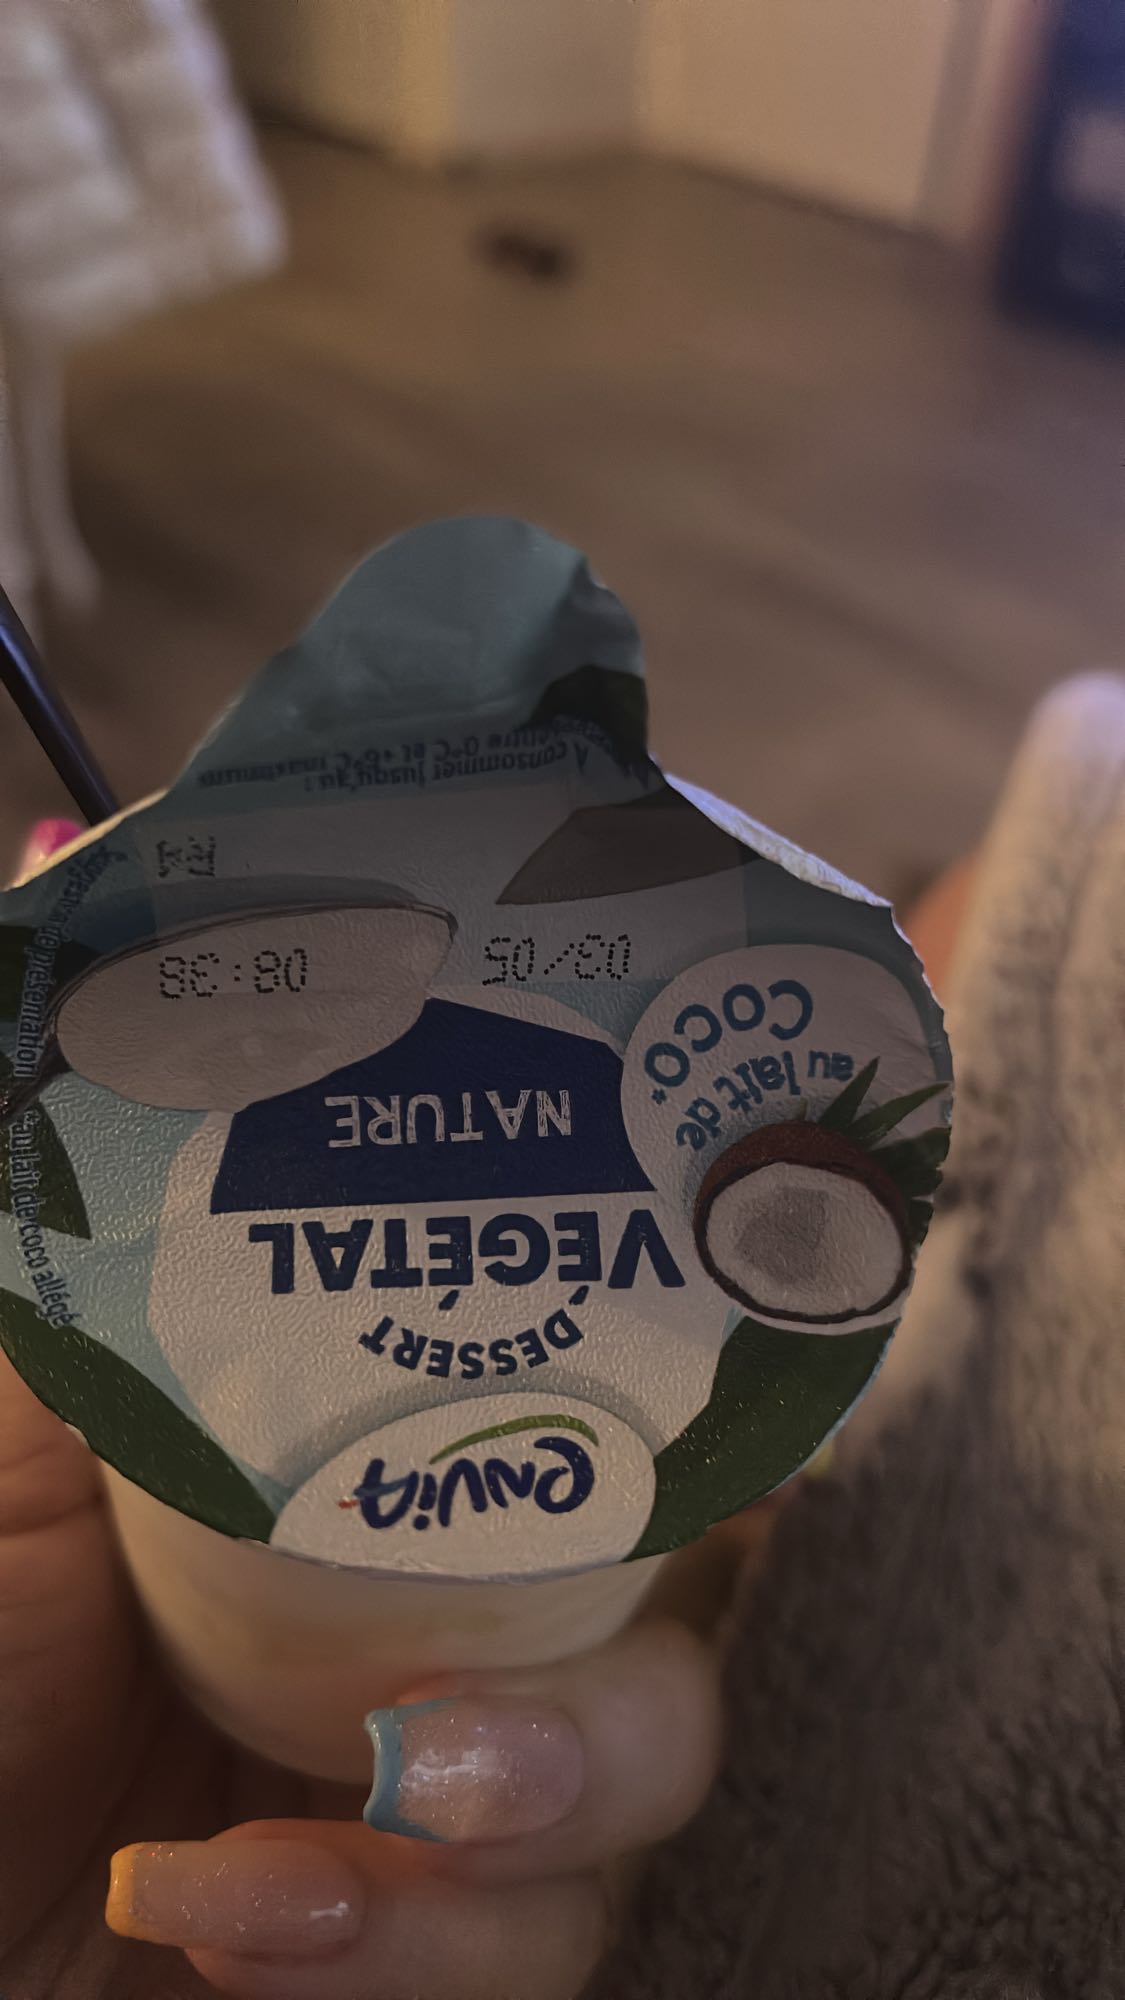 envia
DESSERT
VÉGÉTAL
NATURE
au lait de
COCO*
03/05
08:38
A consommer jusqu'au :
entre 0°C et +6°C maximum
Suggestion de présentation *au lait de coco allégé